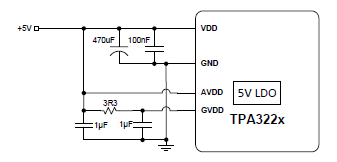 +5V
470uF
100nF
VDD
GND
AVDD
GVDD
3R3
1µF
1µF
5V LDO
TPA322x